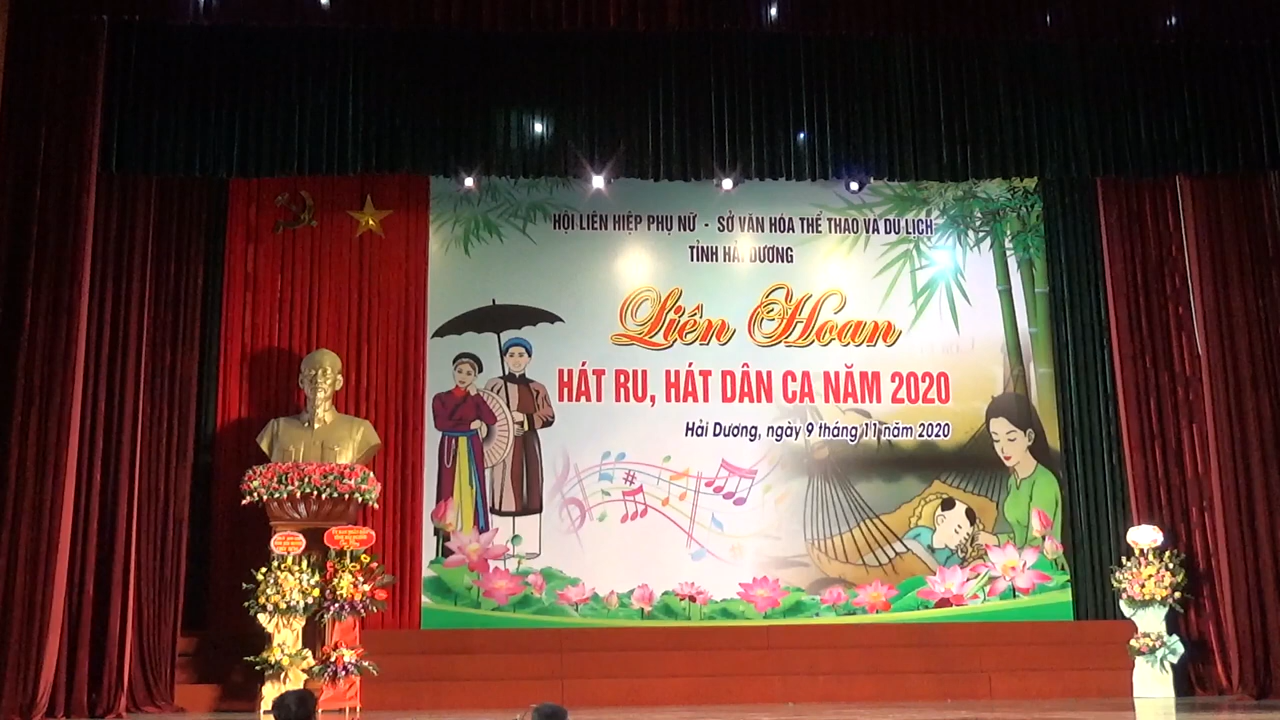 HỘI LIÊN HIỆP PHỤ NỮ - SỞ VĂN HÓA THỂ THAO VÀ DU LỊCH
TỈNH HẢI DƯƠNG
Liên Hoan
HÁT RU, HÁT DÂN CA NĂM 2020
Hải Dương, ngày 9 tháng 11 năm 2020